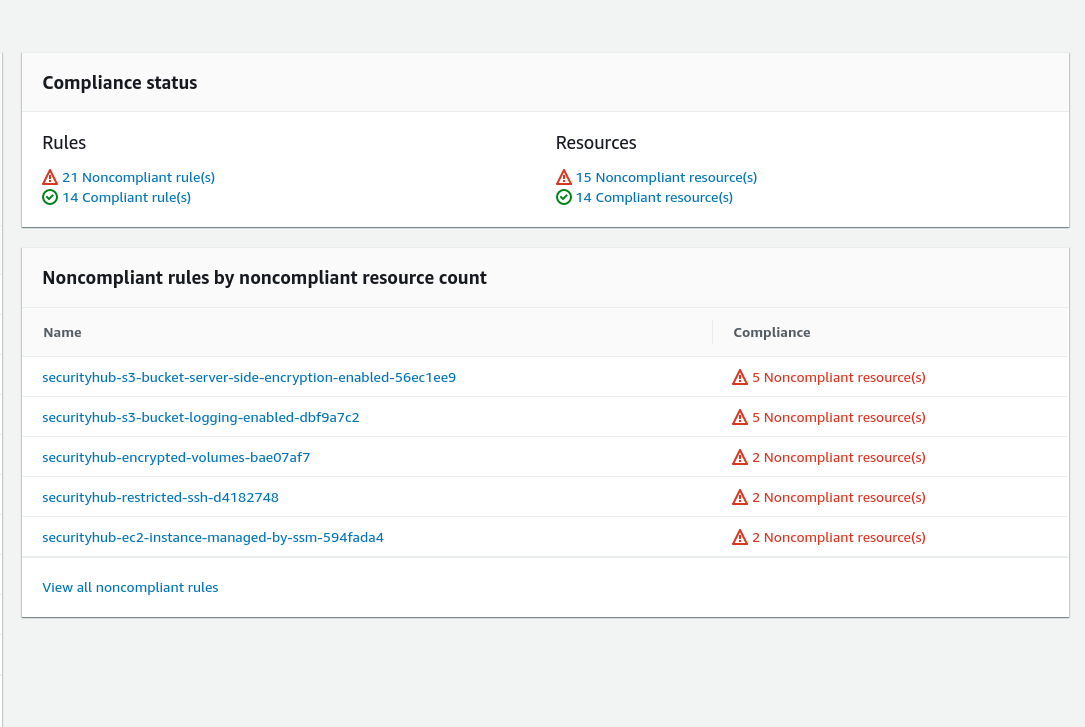 Compliance status
Rules
Resources
21 Noncompliant rule(s)
15 Noncompliant resource(s)
14 Compliant rule(s)
14 Compliant resource(s)
Noncompliant rules by noncompliant resource count
Name
Compliance
securityhub-s3-bucket-server-side-encryption-enabled-56ec1ee9
5 Noncompliant resource(s)
securityhub-s3-bucket-logging-enabled-dbf9a7c2
5 Noncompliant resource(s)
securityhub-encrypted-volumes-bae07af7
2 Noncompliant resource(s)
securityhub-restricted-ssh-d4182748
2 Noncompliant resource(s)
securityhub-ec2-instance-managed-by-ssm-594fada4
2 Noncompliant resource(s)
View all noncompliant rules